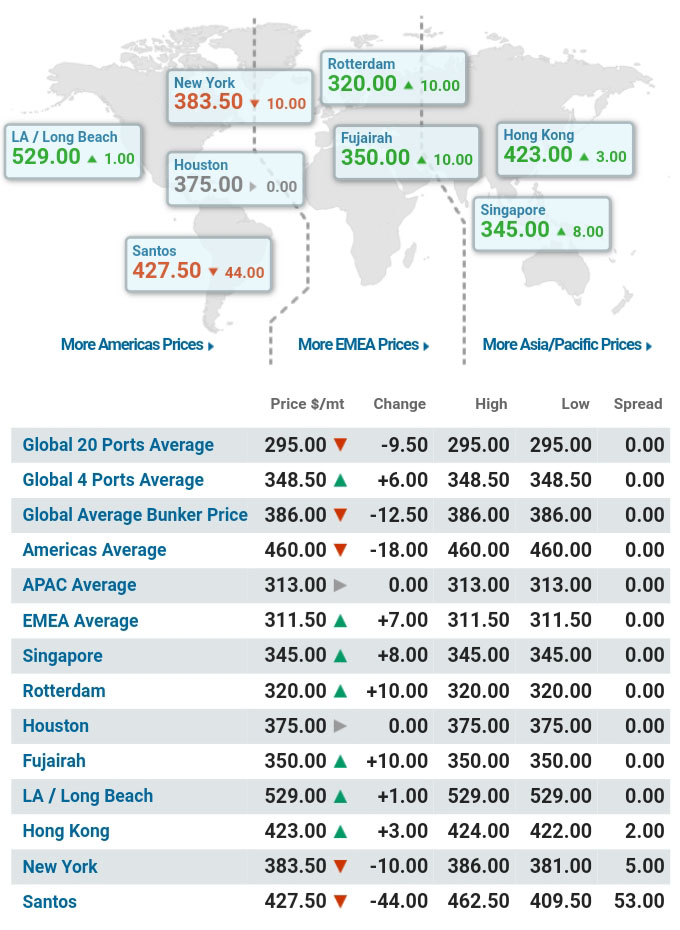 Rotterdam
320.00 ▲ 10.00
New York
383.50 ▼ 10.00
LA / Long Beach
529.00 ▲ 1.00
Fujairah
350.00 ▲ 10.00
Hong Kong
423.00 ▲ 3.00
Houston
375.00 ▶ 0.00
Singapore
345.00 ▲ 8.00
Santos
427.50 ▼ 44.00
More Americas Prices ▶ More EMEA Prices ▶ More Asia/Pacific Prices ▶
Price $/mt Change High Low Spread
Global 20 Ports Average 295.00 ▼ -9.50 295.00 295.00 0.00
Global 4 Ports Average 348.50 ▲ +6.00 348.50 348.50 0.00
Global Average Bunker Price 386.00 ▼ -12.50 386.00 386.00 0.00
Americas Average 460.00 ▼ -18.00 460.00 460.00 0.00
APAC Average 313.00 ▶ 0.00 313.00 313.00 0.00
EMEA Average 311.50 ▲ +7.00 311.50 311.50 0.00
Singapore 345.00 ▲ +8.00 345.00 345.00 0.00
Rotterdam 320.00 ▲ +10.00 320.00 320.00 0.00
Houston 375.00 ▶ 0.00 375.00 375.00 0.00
Fujairah 350.00 ▲ +10.00 350.00 350.00 0.00
LA / Long Beach 529.00 ▲ +1.00 529.00 529.00 0.00
Hong Kong 423.00 ▲ +3.00 424.00 422.00 2.00
New York 383.50 ▼ -10.00 386.00 381.00 5.00
Santos 427.50 ▼ -44.00 462.50 409.50 53.00